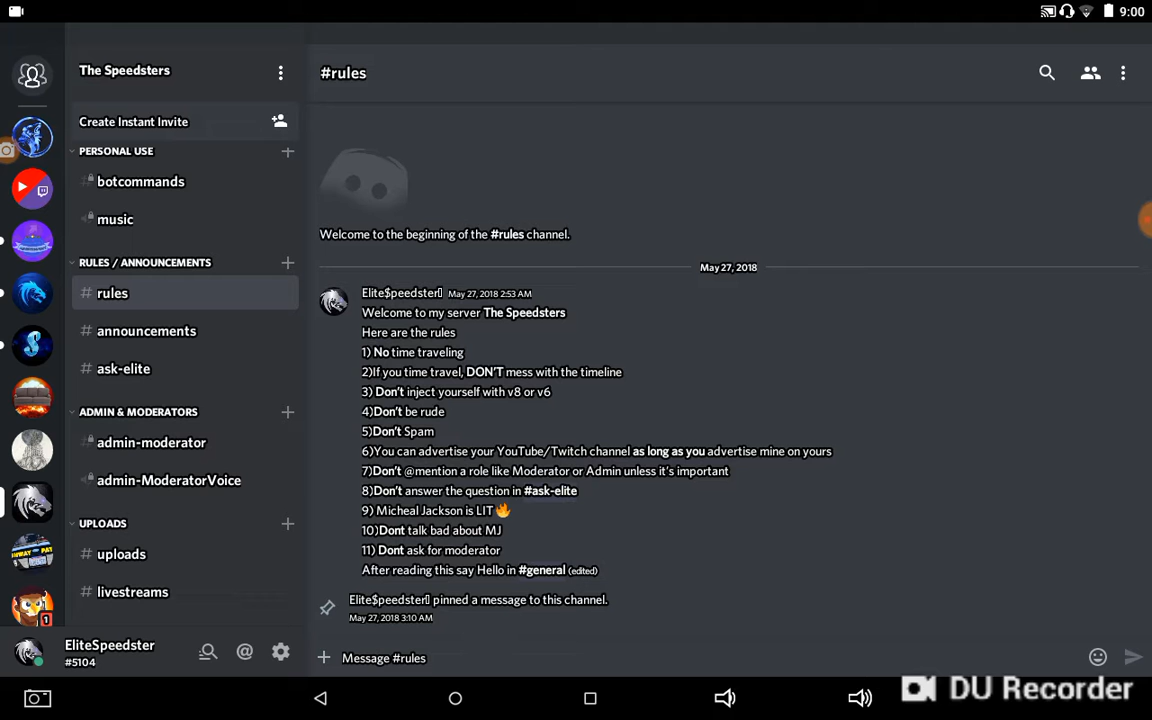 9:00
The Speedsters
Create Instant Invite
PERSONAL USE
botcommands
music
RULES / ANNOUNCEMENTS
# rules
# announcements
# ask-elite
ADMIN & MODERATORS
# admin-moderator
admin-ModeratorVoice
UPLOADS
# uploads
# livestreams
EliteSpeedster
#5104
#rules
Welcome to the beginning of the #rules channel.
May 27, 2018
Elite$peedster May 27, 2018 2:53 AM
Welcome to my server The Speedsters
Here are the rules
1) No time traveling
2)If you time travel, DON'T mess with the timeline
3) Don't inject yourself with v8 or v6
4)Don't be rude
5)Don't Spam
6)You can advertise your YouTube/Twitch channel as long as you advertise mine on yours
7)Don't @mention a role like Moderator or Admin unless it's important
8)Don't answer the question in #ask-elite
9) Micheal Jackson is LIT🔥
10)Dont talk bad about MJ
11) Dont ask for moderator
After reading this say Hello in #general (edited)
Elite$peedster pinned a message to this channel.
May 27, 2018 3:10 AM
Message #rules
1
DU Recorder